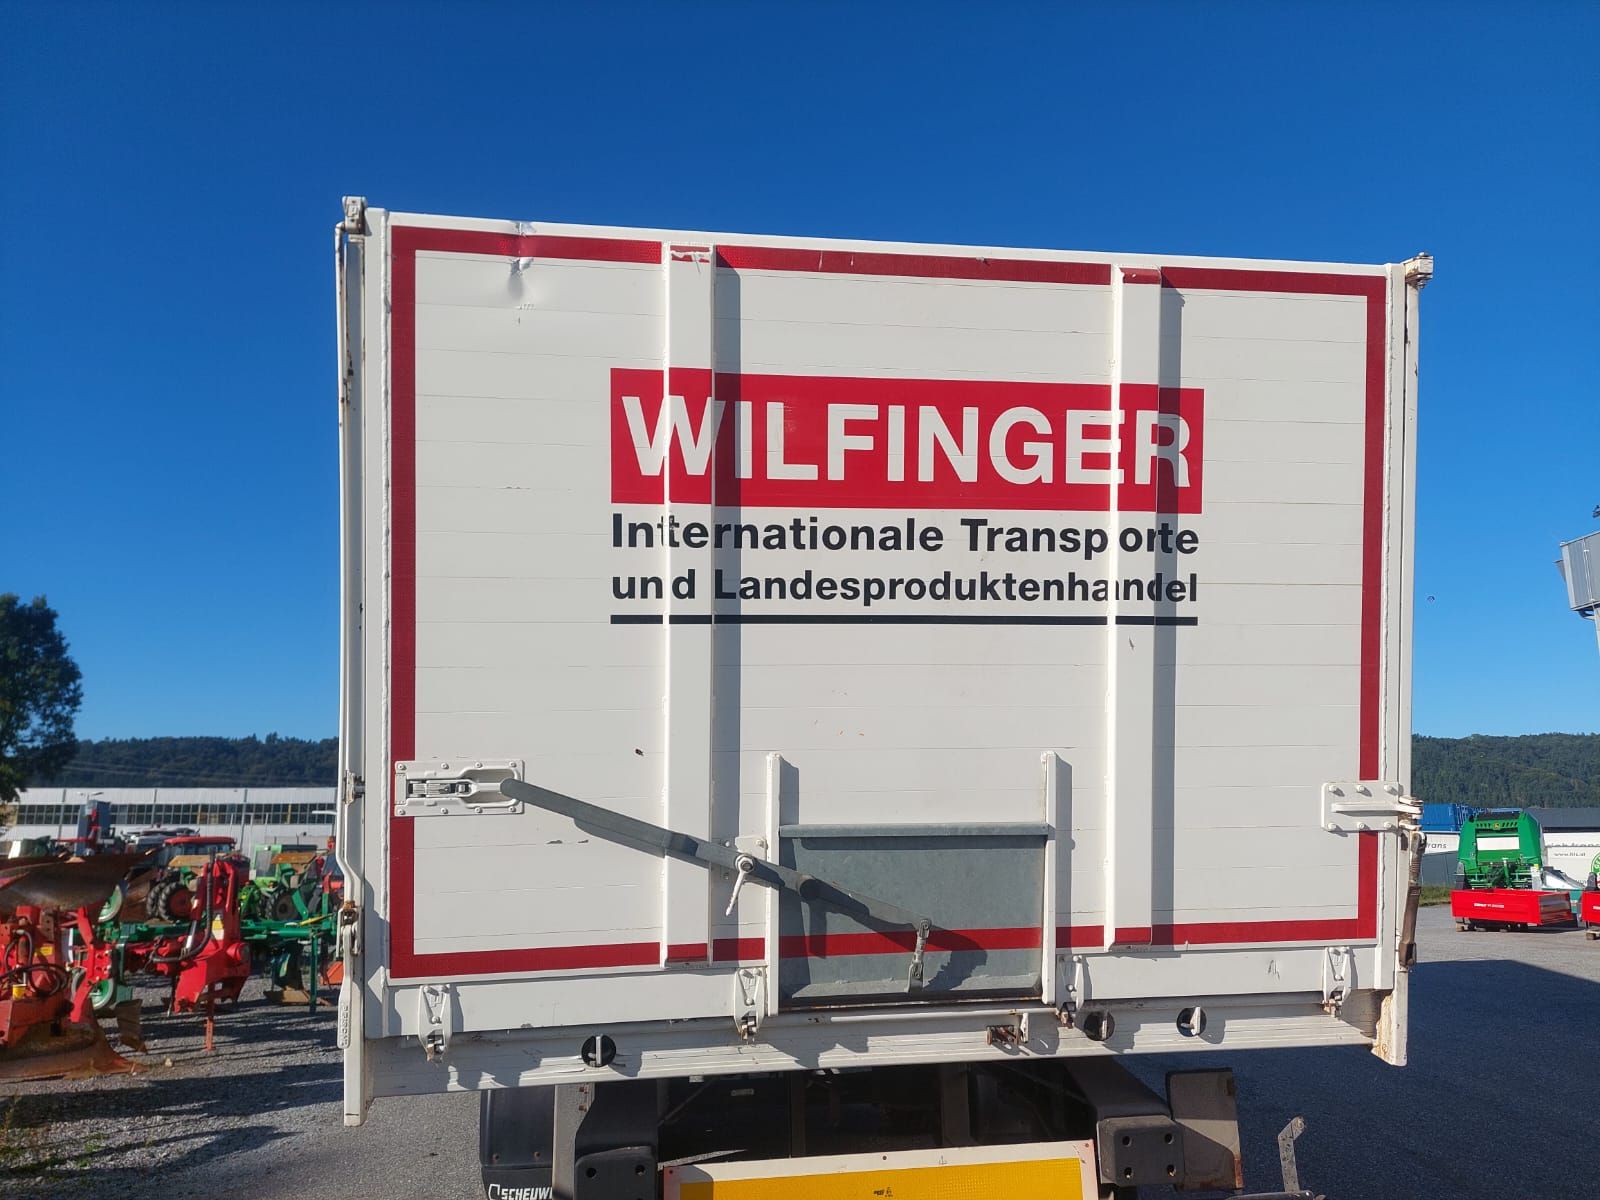 WILFINGER
Internationale Transporte
und Landesproduktenhandel